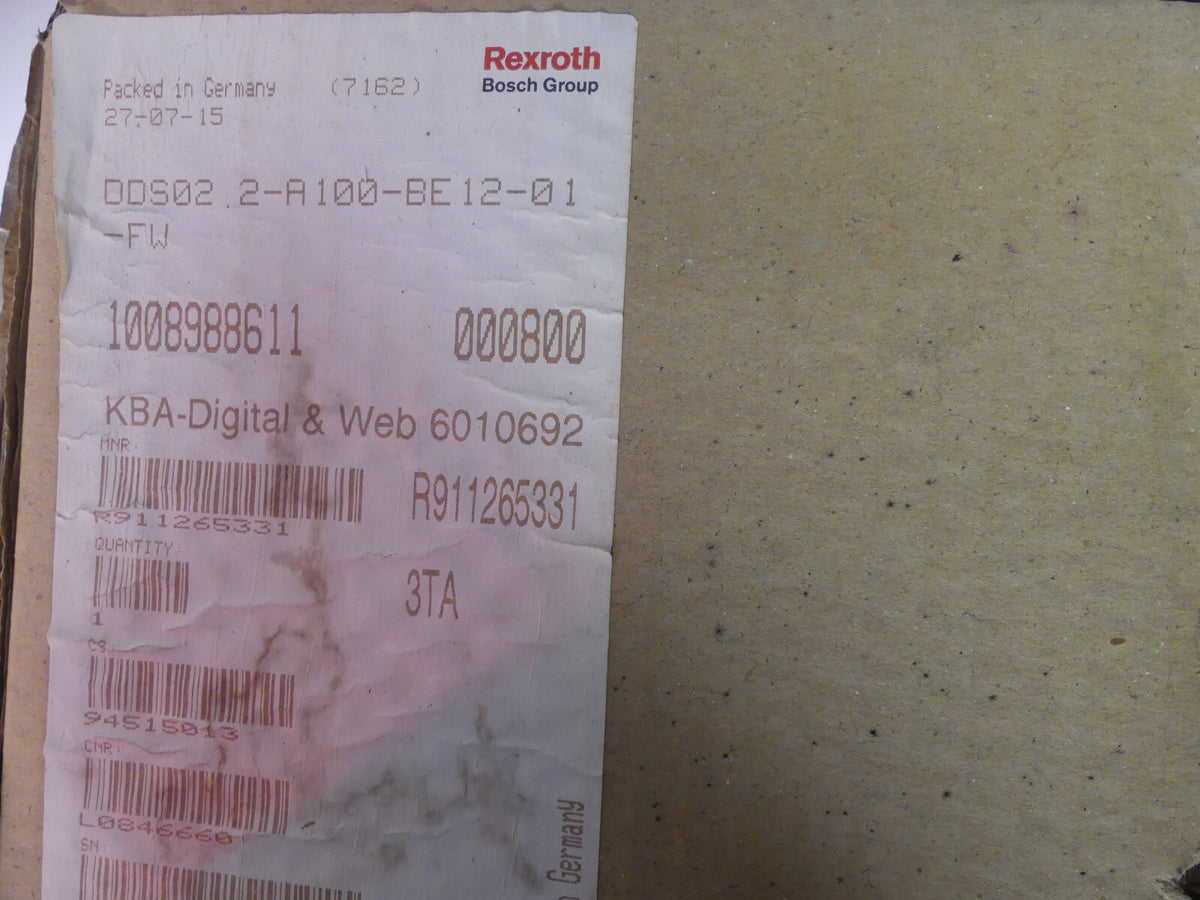 Rexroth
Bosch Group
Packed in Germany (7162)
27-07-15
DDS02.2-A100-BE12-01
-FW
1008988611 000800
KBA-Digital & Web 6010692
MNR:
R911265331 R911265331
QUANTITY:
1 3TA
CS:
94515013
CNR:
L0846660
SN:
Germany